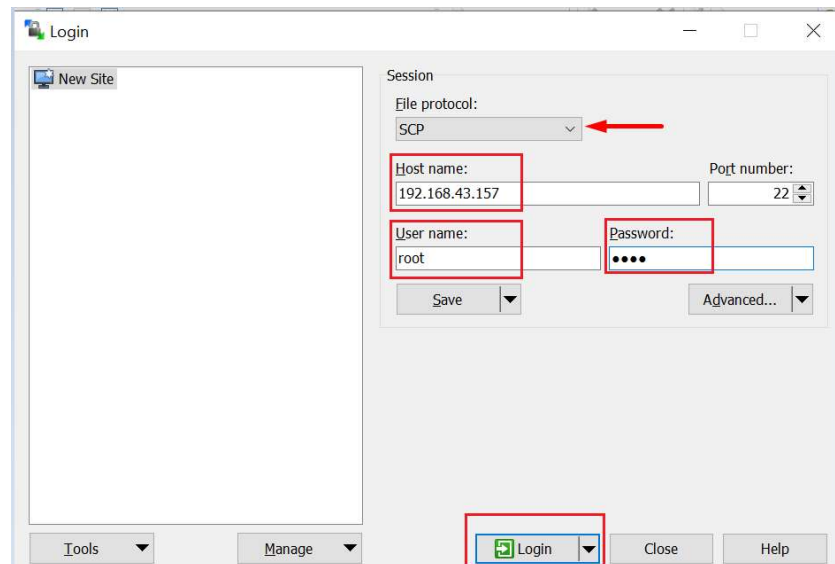 Login
New Site
Session
File protocol:
SCP
Host name:
Port number:
192.168.43.157
22
User name:
Password:
root
••••
Save
Advanced...
Tools
Manage
Login
Close
Help